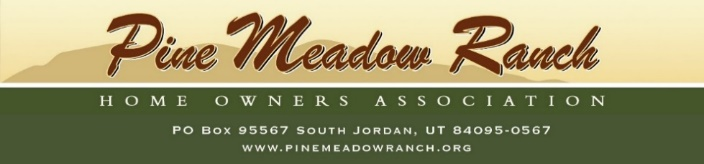 Pine Meadow Ranch
HOME OWNERS ASSOCIATION
PO BOX 95567 SOUTH JORDAN, UT 84095-0567
WWW.PINEMEADOWRANCH.ORG